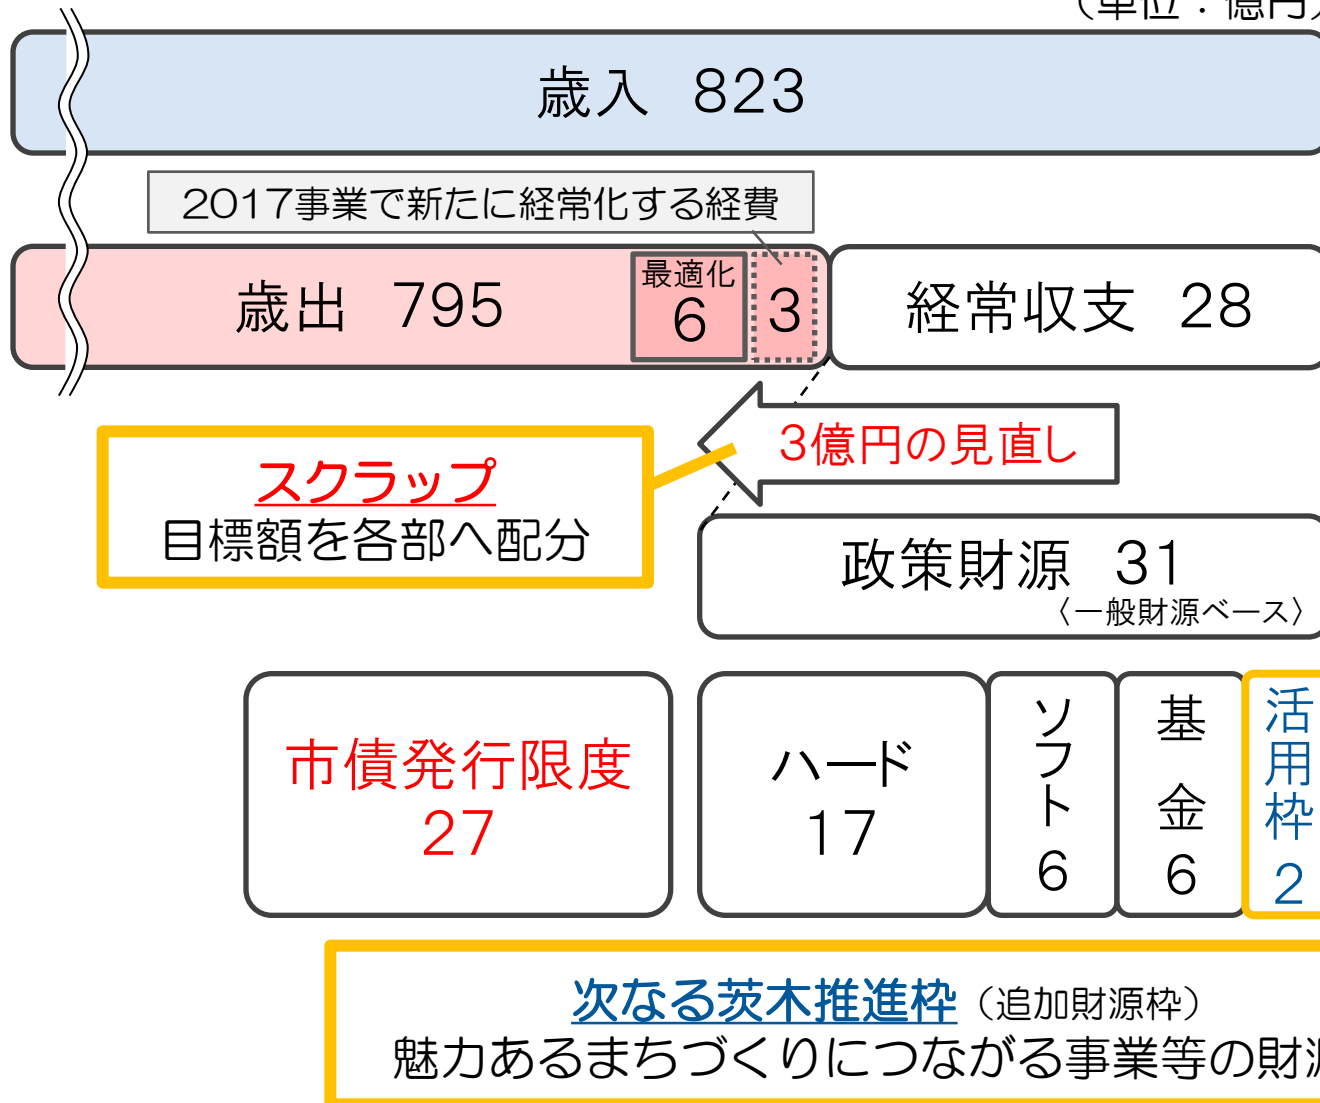 （単位：億円）
歳入 823
2017事業で新たに経常化する経費
歳出 795
最適化
6
3
経常収支 28
3億円の見直し
スクラップ
目標額を各部へ配分
政策財源 31
〈一般財源ベース〉
市債発行限度
27
ハード
17
ソフト
6
基金
6
活用枠
2
次なる茨木推進枠（追加財源枠）
魅力あるまちづくりにつながる事業等の財源